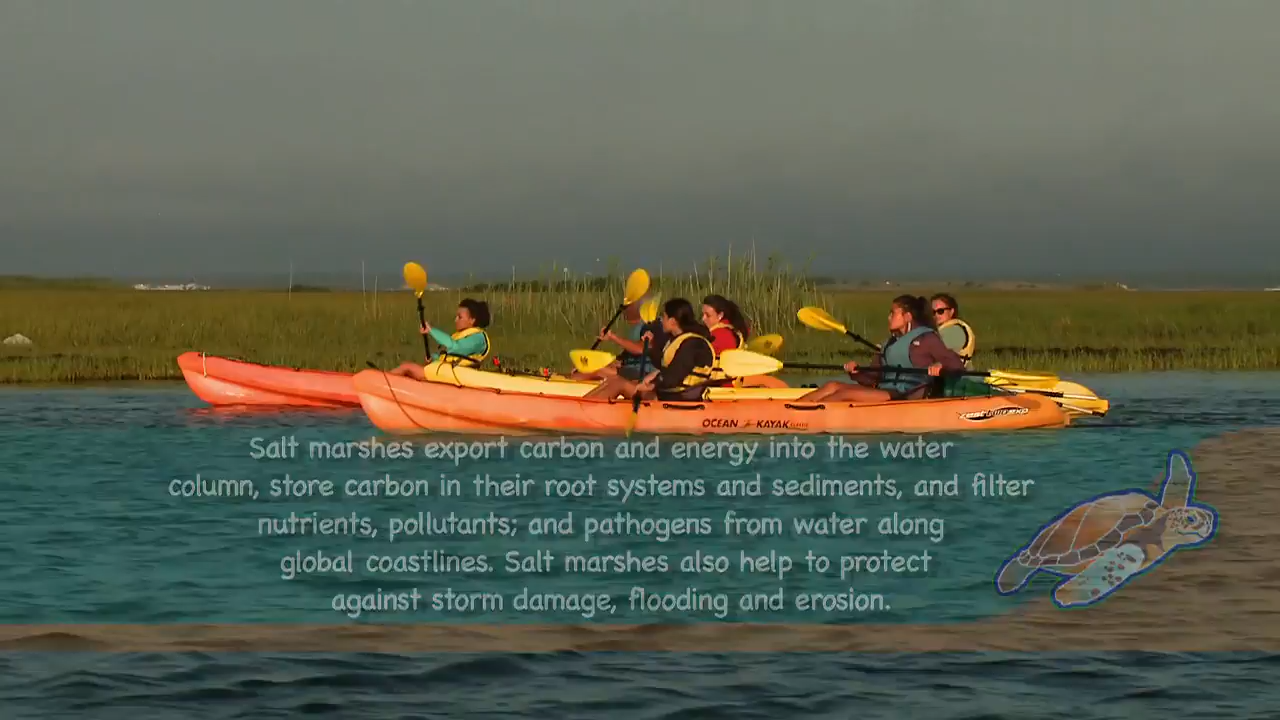 OCEAN KAYAK
Salt marshes export carbon and energy into the water
column, store carbon in their root systems and sediments, and filter
nutrients, pollutants; and pathogens from water along
global coastlines. Salt marshes also help to protect
against storm damage, flooding and erosion.